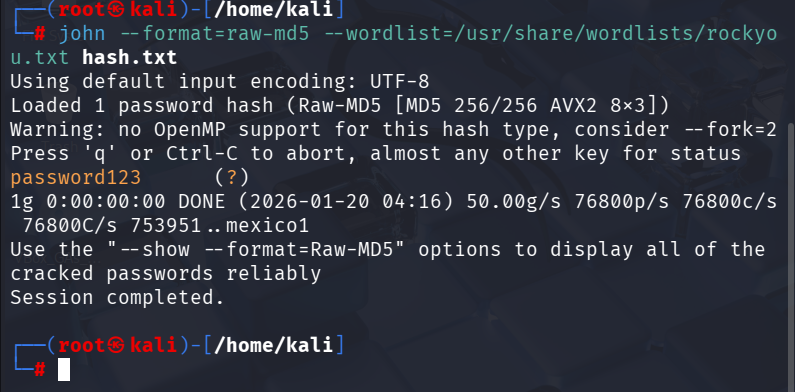 ┌──(root㉿kali)-[/home/kali]
└─# john --format=raw-md5 --wordlist=/usr/share/wordlists/rockyo
u.txt hash.txt
Using default input encoding: UTF-8
Loaded 1 password hash (Raw-MD5 [MD5 256/256 AVX2 8×3])
Warning: no OpenMP support for this hash type, consider --fork=2
Press 'q' or Ctrl-C to abort, almost any other key for status
password123      (?)
1g 0:00:00:00 DONE (2026-01-20 04:16) 50.00g/s 76800p/s 76800c/s
 76800C/s 753951..mexico1
Use the "--show --format=Raw-MD5" options to display all of the
cracked passwords reliably
Session completed.
┌──(root㉿kali)-[/home/kali]
└─#